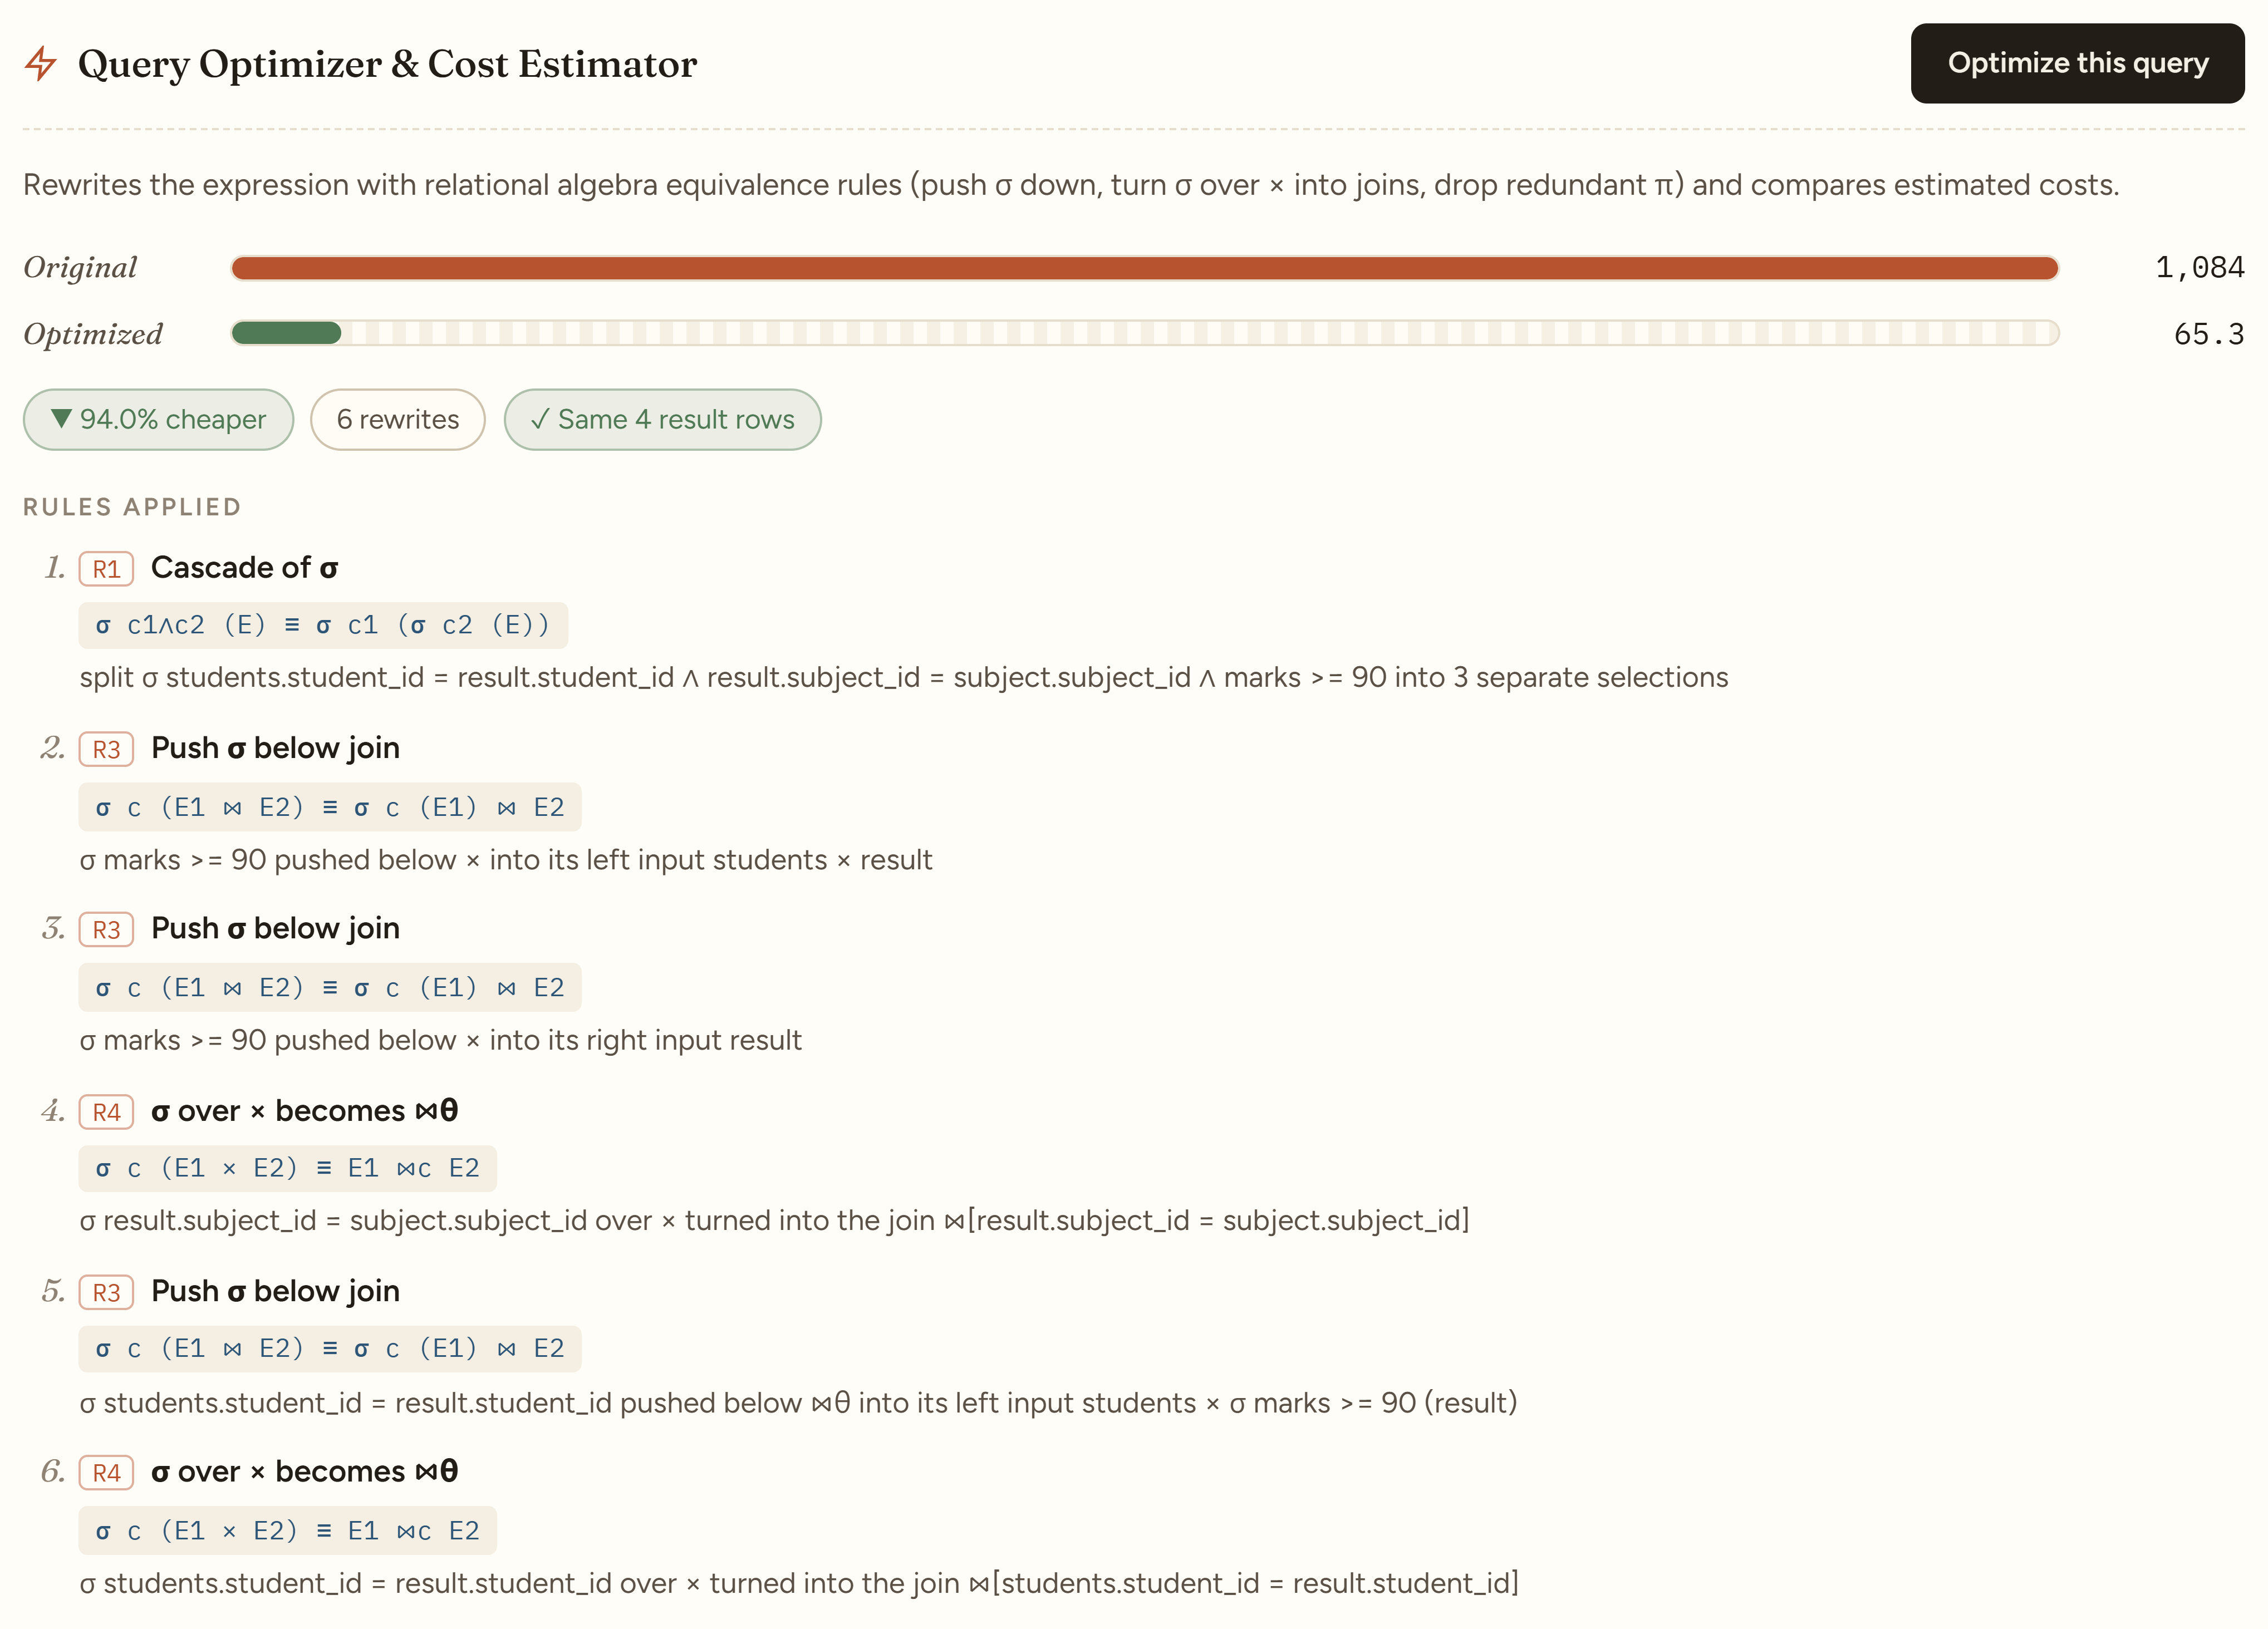 Query Optimizer & Cost Estimator
Optimize this query
Rewrites the expression with relational algebra equivalence rules (push σ down, turn σ over × into joins, drop redundant π) and compares estimated costs.
Original 1,084
Optimized 65.3
▼ 94.0% cheaper 6 rewrites ✓ Same 4 result rows
RULES APPLIED
1. R1 Cascade of σ
σ c1∧c2 (E) ≡ σ c1 (σ c2 (E))
split σ students.student_id = result.student_id ∧ result.subject_id = subject.subject_id ∧ marks >= 90 into 3 separate selections
2. R3 Push σ below join
σ c (E1 ⋈ E2) ≡ σ c (E1) ⋈ E2
σ marks >= 90 pushed below × into its left input students × result
3. R3 Push σ below join
σ c (E1 ⋈ E2) ≡ σ c (E1) ⋈ E2
σ marks >= 90 pushed below × into its right input result
4. R4 σ over × becomes ⋈θ
σ c (E1 × E2) ≡ E1 ⋈c E2
σ result.subject_id = subject.subject_id over × turned into the join ⋈[result.subject_id = subject.subject_id]
5. R3 Push σ below join
σ c (E1 ⋈ E2) ≡ σ c (E1) ⋈ E2
σ students.student_id = result.student_id pushed below ⋈θ into its left input students × σ marks >= 90 (result)
6. R4 σ over × becomes ⋈θ
σ c (E1 × E2) ≡ E1 ⋈c E2
σ students.student_id = result.student_id over × turned into the join ⋈[students.student_id = result.student_id]